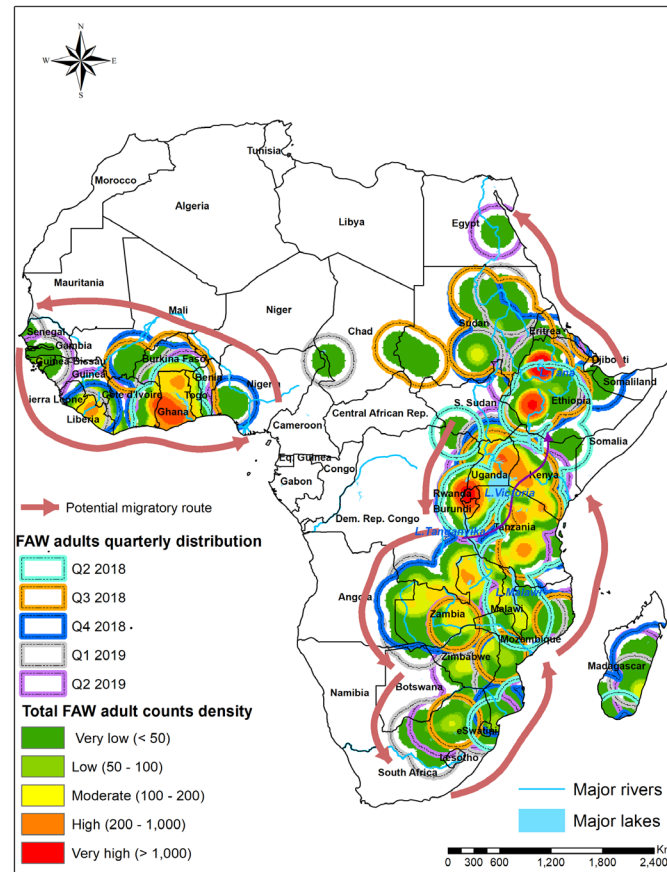 N
W
E
S
Tunisia
Morocco
Algeria
Libya
Egypt
Mauritania
Mali
Niger
Chad
Sudan
Eritrea
Senegal
Gambia
Guinea-Bissau
Guinea
Burkina Faso
Benin
Nigeria
Djibouti
Somaliland
Sierra Leone
Côte d'Ivoire
Togo
Ghana
Liberia
Ethiopia
S. Sudan
Central African Rep.
Cameroon
Somalia
Eq. Guinea
Congo
Gabon
Uganda
Kenya
Rwanda
L.Victoria
Burundi
Dem. Rep. Congo
L.Tanganyika
Tanzania
Angola
L.Malawi
Malawi
Zambia
Mozambique
Zimbabwe
Madagascar
Namibia
Botswana
eSwatini
Lesotho
South Africa
Potential migratory route
FAW adults quarterly distribution
Q2 2018
Q3 2018
Q4 2018
Q1 2019
Q2 2019
Total FAW adult counts density
Very low (< 50)
Low (50 - 100)
Moderate (100 - 200)
High (200 - 1,000)
Very high (> 1,000)
Major rivers
Major lakes
0 300 600 1,200 1,800 2,400